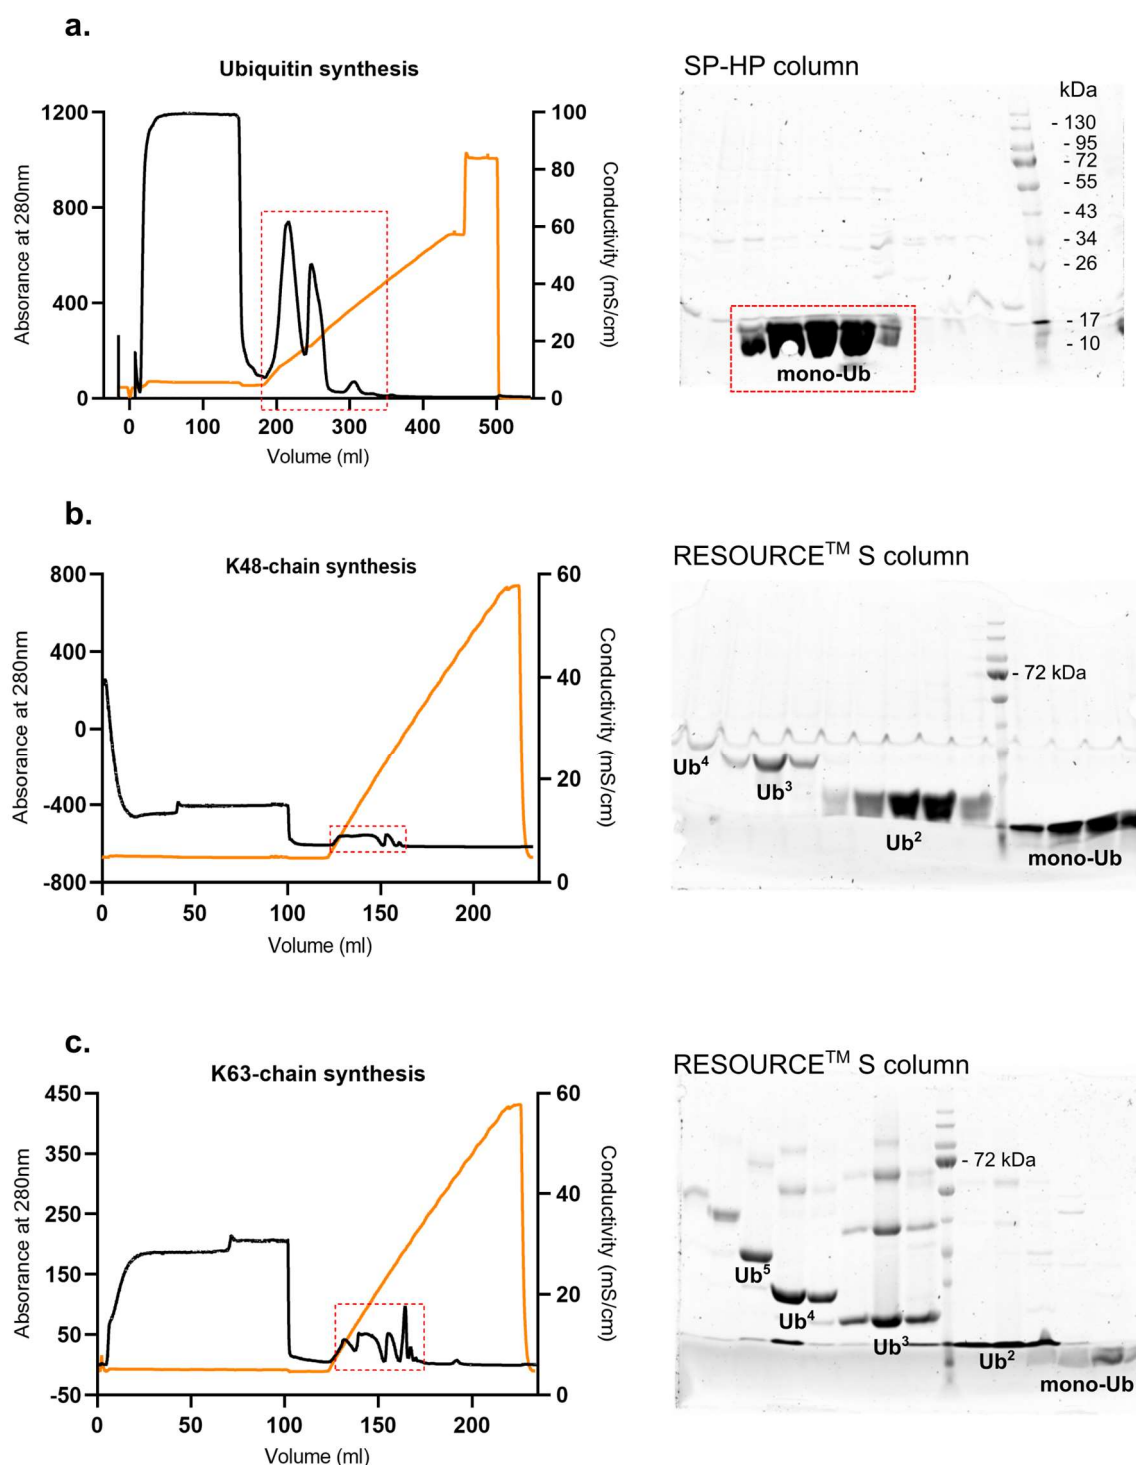 a.
Ubiquitin synthesis
1200
800
400
0
Absorance at 280nm
100
80
60
40
20
0
Conductivity (mS/cm)
0 100 200 300 400 500
Volume (ml)
SP-HP column
kDa
- 130
- 95
- 72
- 55
- 43
- 34
- 26
- 17
- 10
mono-Ub
b.
K48-chain synthesis
800
400
0
-400
-800
Absorance at 280nm
60
40
20
0
Conductivity (mS/cm)
0 50 100 150 200
Volume (ml)
RESOURCE™ S column
- 72 kDa
Ub⁴
Ub³
Ub²
mono-Ub
c.
K63-chain synthesis
450
350
250
150
50
-50
Absorance at 280nm
60
40
20
0
Conductivity (mS/cm)
0 50 100 150 200
Volume (ml)
RESOURCE™ S column
- 72 kDa
Ub⁵
Ub⁴
Ub³
Ub²
mono-Ub